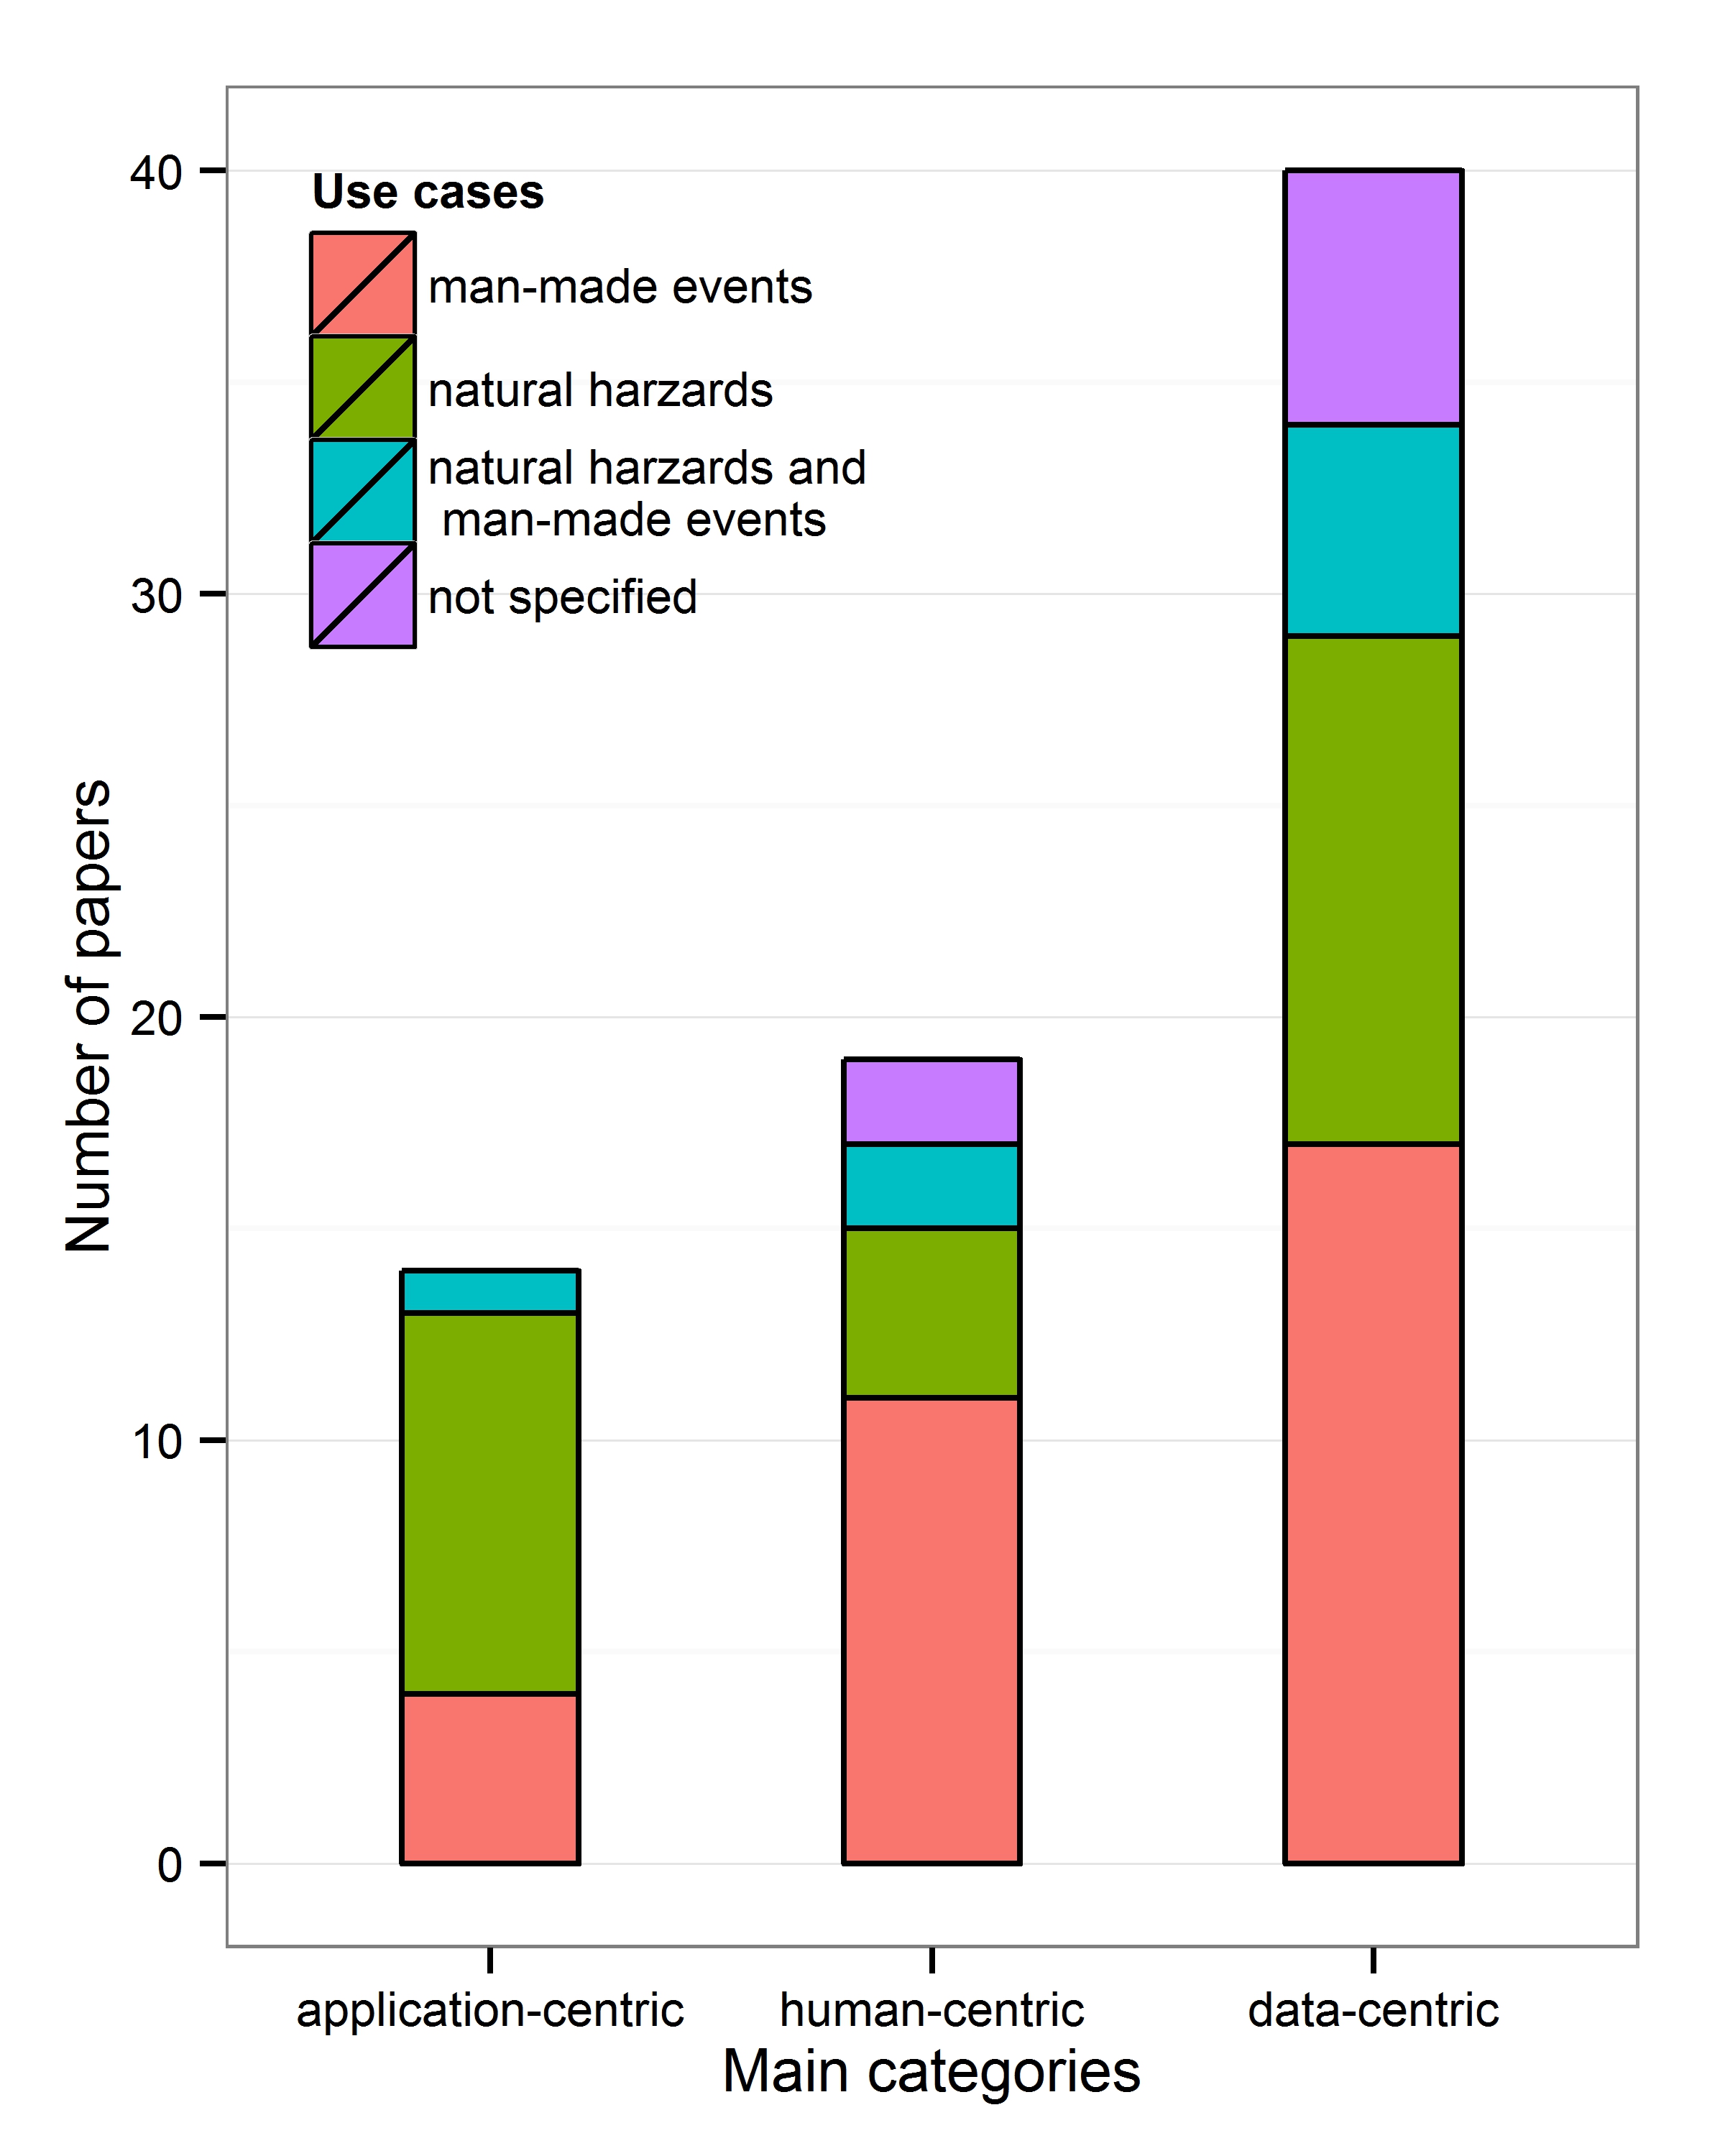 Use cases
man-made events
natural harzards
natural harzards and
man-made events
not specified
Number of papers
40
30
20
10
0
application-centric
human-centric
data-centric
Main categories